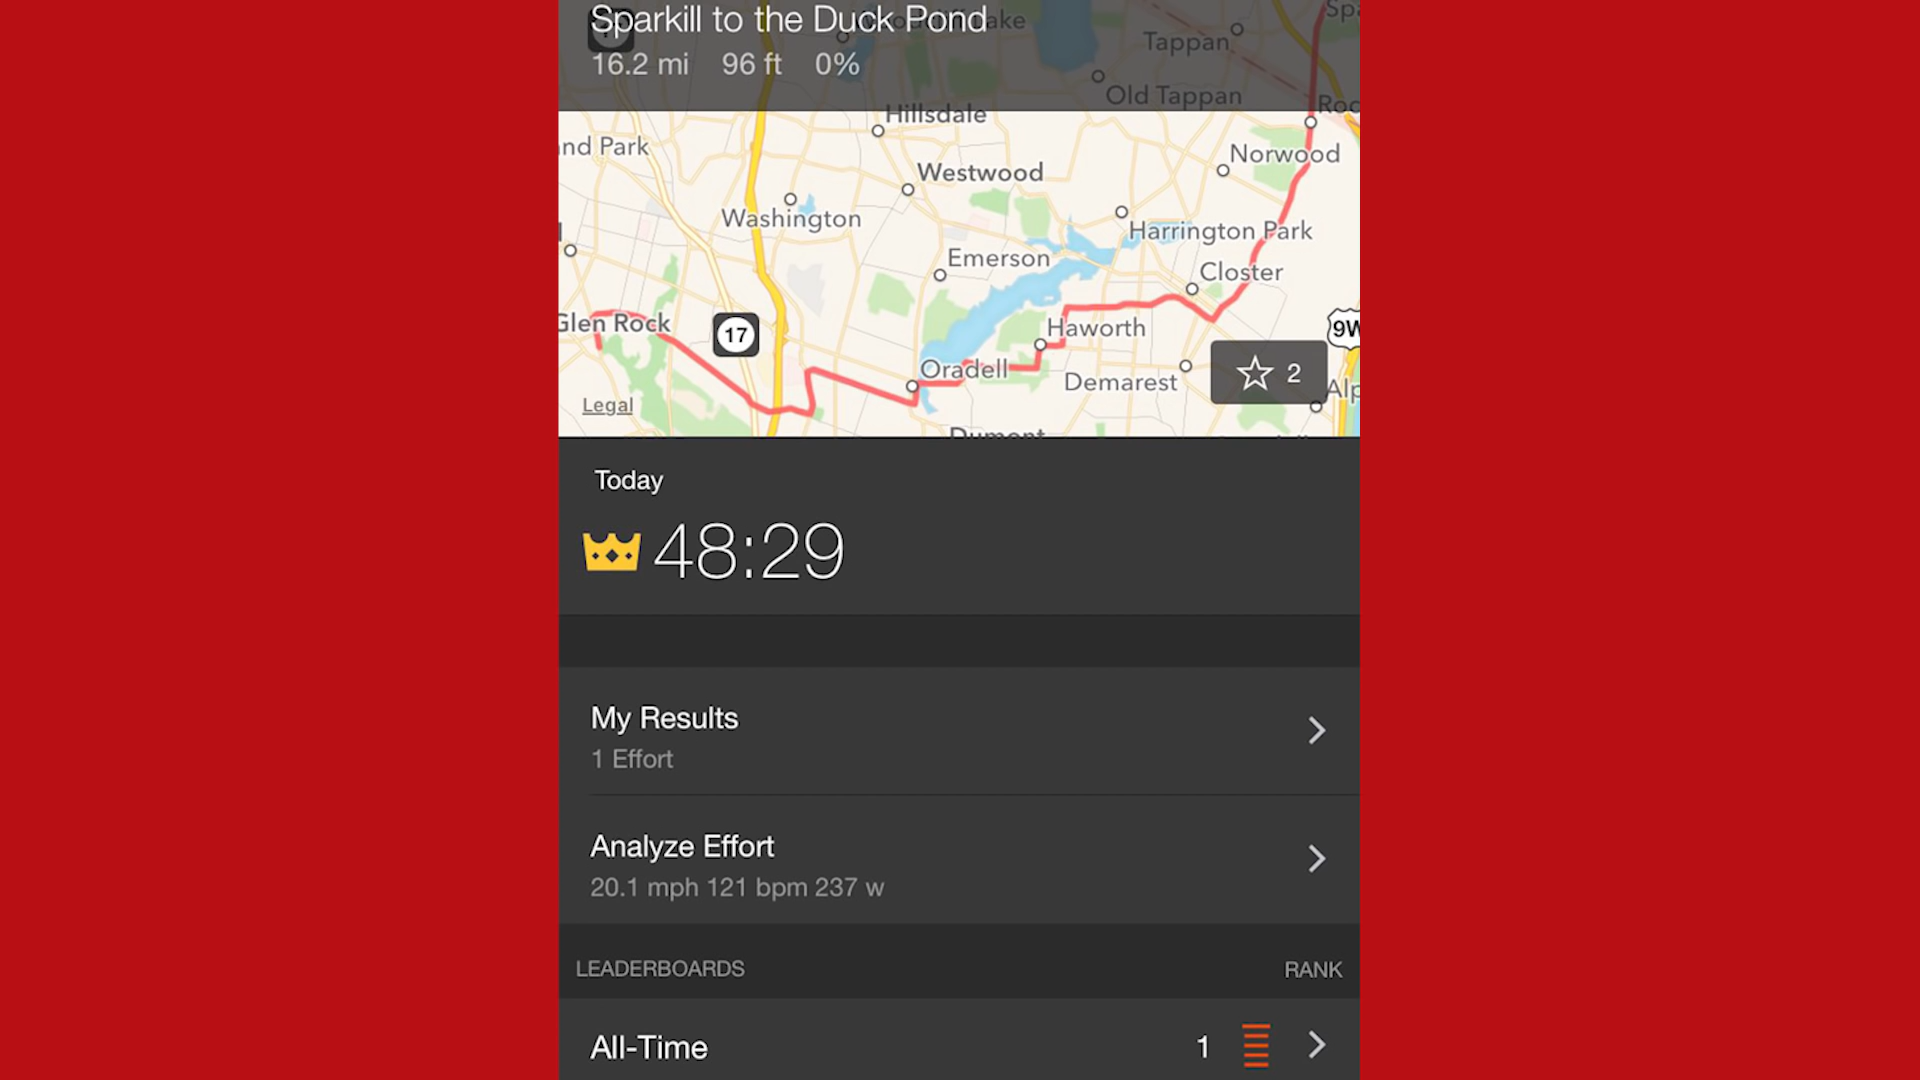 Sparkill to the Duck Pond
16.2 mi 96 ft 0%
Tappan
Old Tappan
Hillsdale
Norwood
Westwood
Washington
Harrington Park
Emerson
Closter
Glen Rock
17
Haworth
9W
Oradell
2
Demarest
Legal
Dumont
Today
48:29
My Results
1 Effort
Analyze Effort
20.1 mph 121 bpm 237 w
LEADERBOARDS RANK
All-Time 1